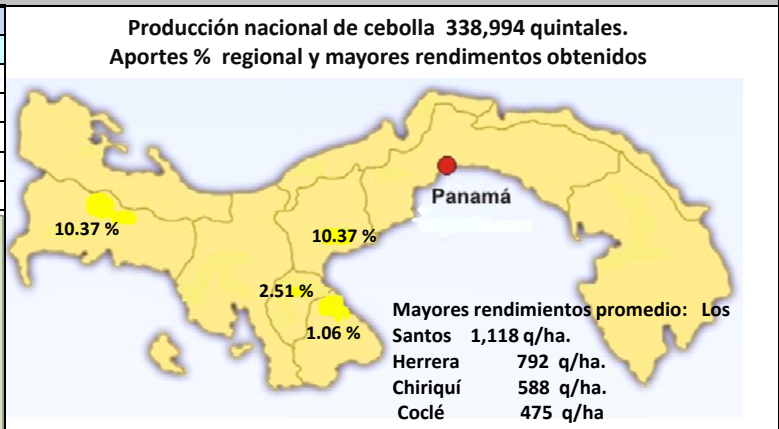 Producción nacional de cebolla 338,994 quintales.
Aportes % regional y mayores rendimentos obtenidos
Panamá
10.37 %
10.37 %
2.51 %
1.06 %
Mayores rendimientos promedio: Los
Santos 1,118 q/ha.
Herrera 792 q/ha.
Chiriquí 588 q/ha.
Coclé 475 q/ha